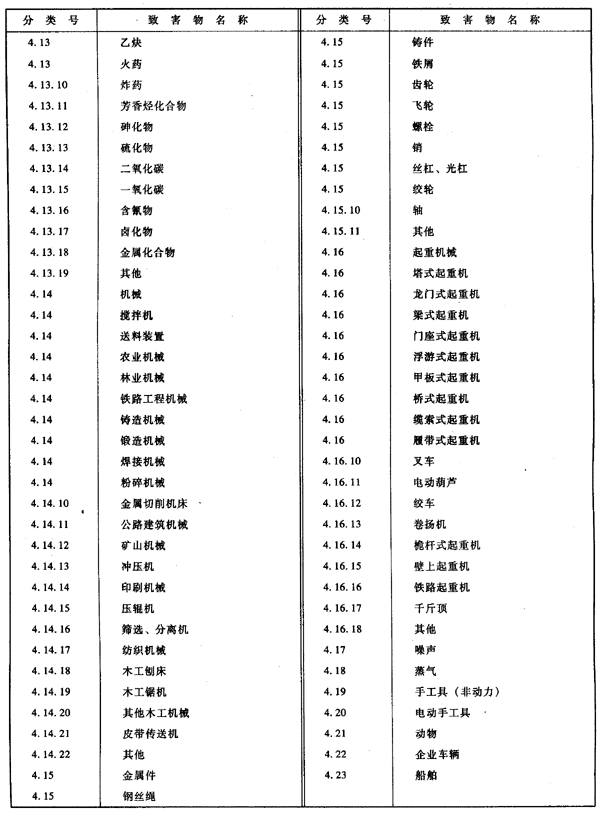 分类号 致害物名称
4.13 乙炔
4.13 火药
4.13.10 炸药
4.13.11 芳香烃化合物
4.13.12 砷化物
4.13.13 硫化物
4.13.14 二氧化碳
4.13.15 一氧化碳
4.13.16 含氰物
4.13.17 卤化物
4.13.18 金属化合物
4.13.19 其他
4.14 机械
4.14 搅拌机
4.14 送料装置
4.14 农业机械
4.14 林业机械
4.14 铁路工程机械
4.14 铸造机械
4.14 锻造机械
4.14 焊接机械
4.14 粉碎机械
4.14.10 金属切削机床
4.14.11 公路建筑机械
4.14.12 矿山机械
4.14.13 冲压机
4.14.14 印刷机械
4.14.15 压辊机
4.14.16 筛选、分离机
4.14.17 纺织机械
4.14.18 木工刨床
4.14.19 木工锯机
4.14.20 其他木工机械
4.14.21 皮带传送机
4.14.22 其他
4.15 金属件
4.15 钢丝绳
分类号 致害物名称
4.15 铸件
4.15 铁屑
4.15 齿轮
4.15 飞轮
4.15 螺栓
4.15 销
4.15 丝杠、光杠
4.15 绞轮
4.15.10 轴
4.15.11 其他
4.16 起重机械
4.16 塔式起重机
4.16 龙门式起重机
4.16 梁式起重机
4.16 门座式起重机
4.16 浮游式起重机
4.16 甲板式起重机
4.16 桥式起重机
4.16 缆索式起重机
4.16 履带式起重机
4.16.10 叉车
4.16.11 电动葫芦
4.16.12 绞车
4.16.13 卷扬机
4.16.14 桅杆式起重机
4.16.15 壁上起重机
4.16.16 铁路起重机
4.16.17 千斤顶
4.16.18 其他
4.17 噪声
4.18 蒸气
4.19 手工具（非动力）
4.20 电动手工具
4.21 动物
4.22 企业车辆
4.23 船舶